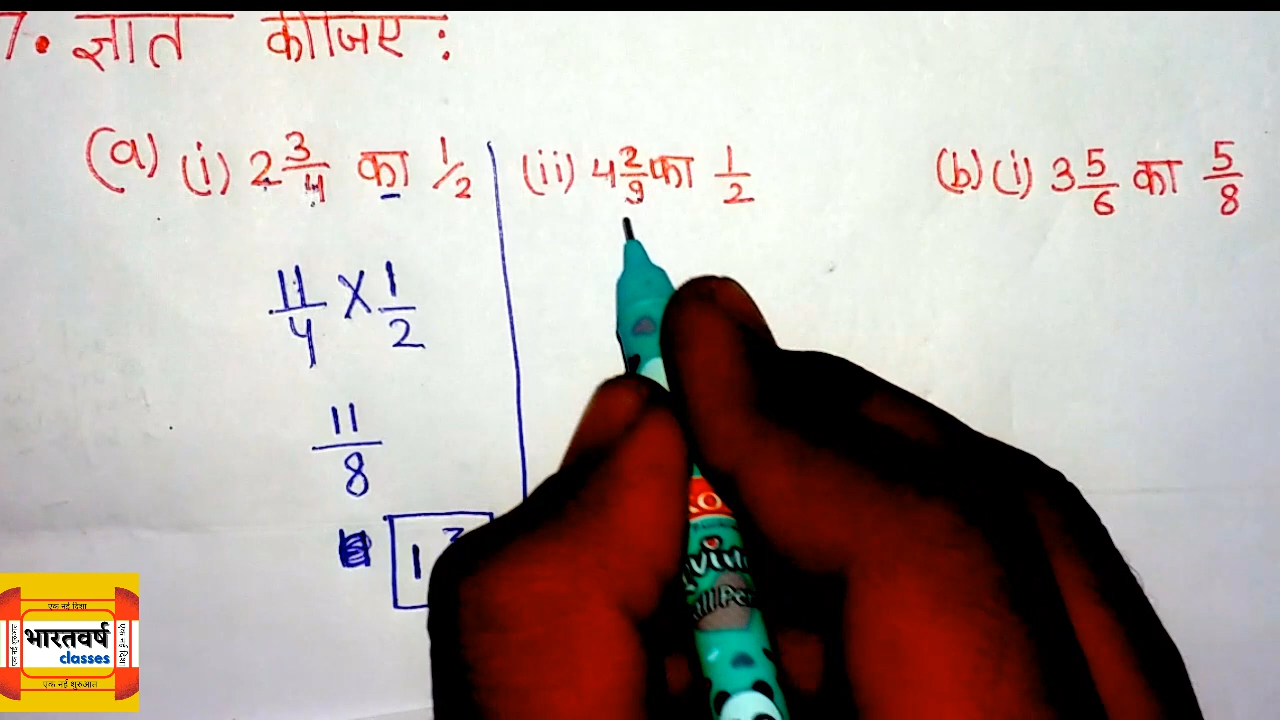 7. ज्ञात कीजिए :
(a) (i) 2 3/4 का 1/2 (ii) 4 2/9 का 1/2 (b) (i) 3 5/6 का 5/8
11/4 X 1/2
11/8
1
एक नई दिशा
भारतवर्ष
classes
एक नई शुरुआत